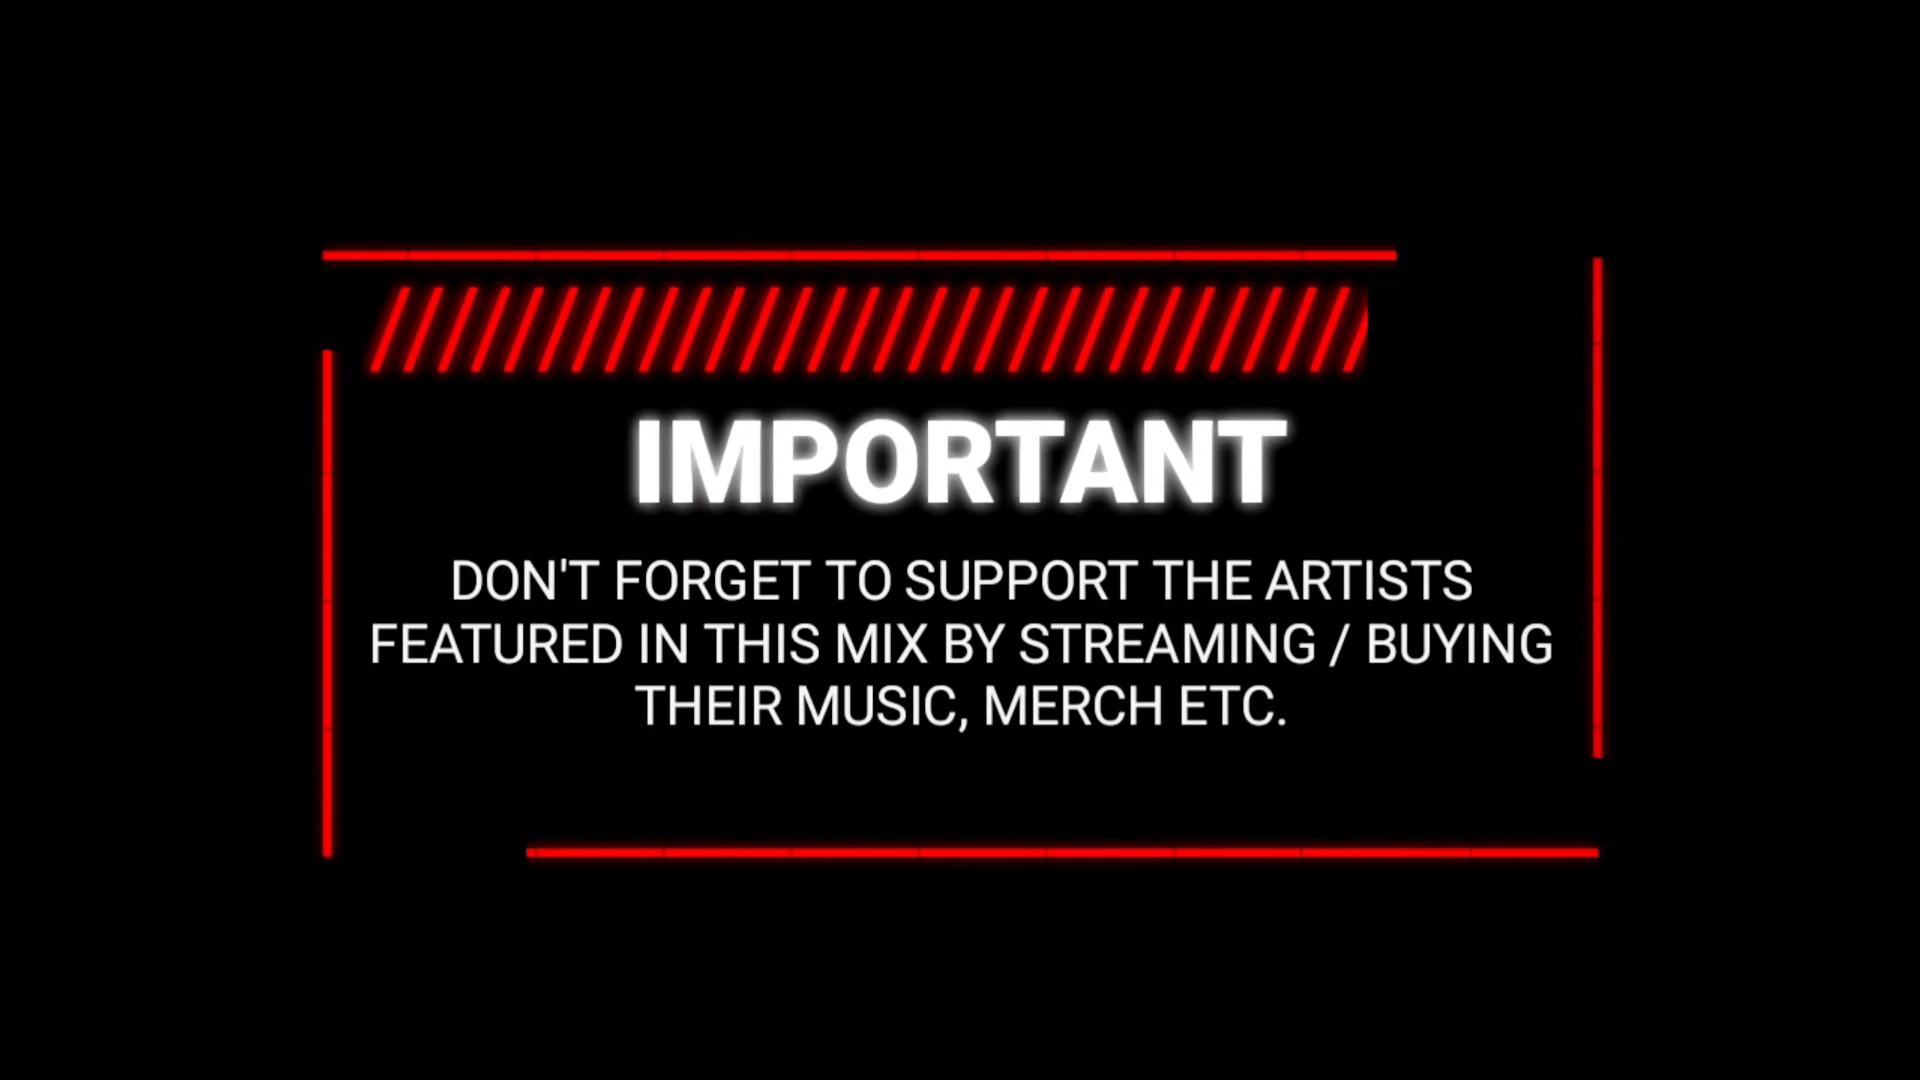 IMPORTANT
DON'T FORGET TO SUPPORT THE ARTISTS
FEATURED IN THIS MIX BY STREAMING / BUYING
THEIR MUSIC, MERCH ETC.